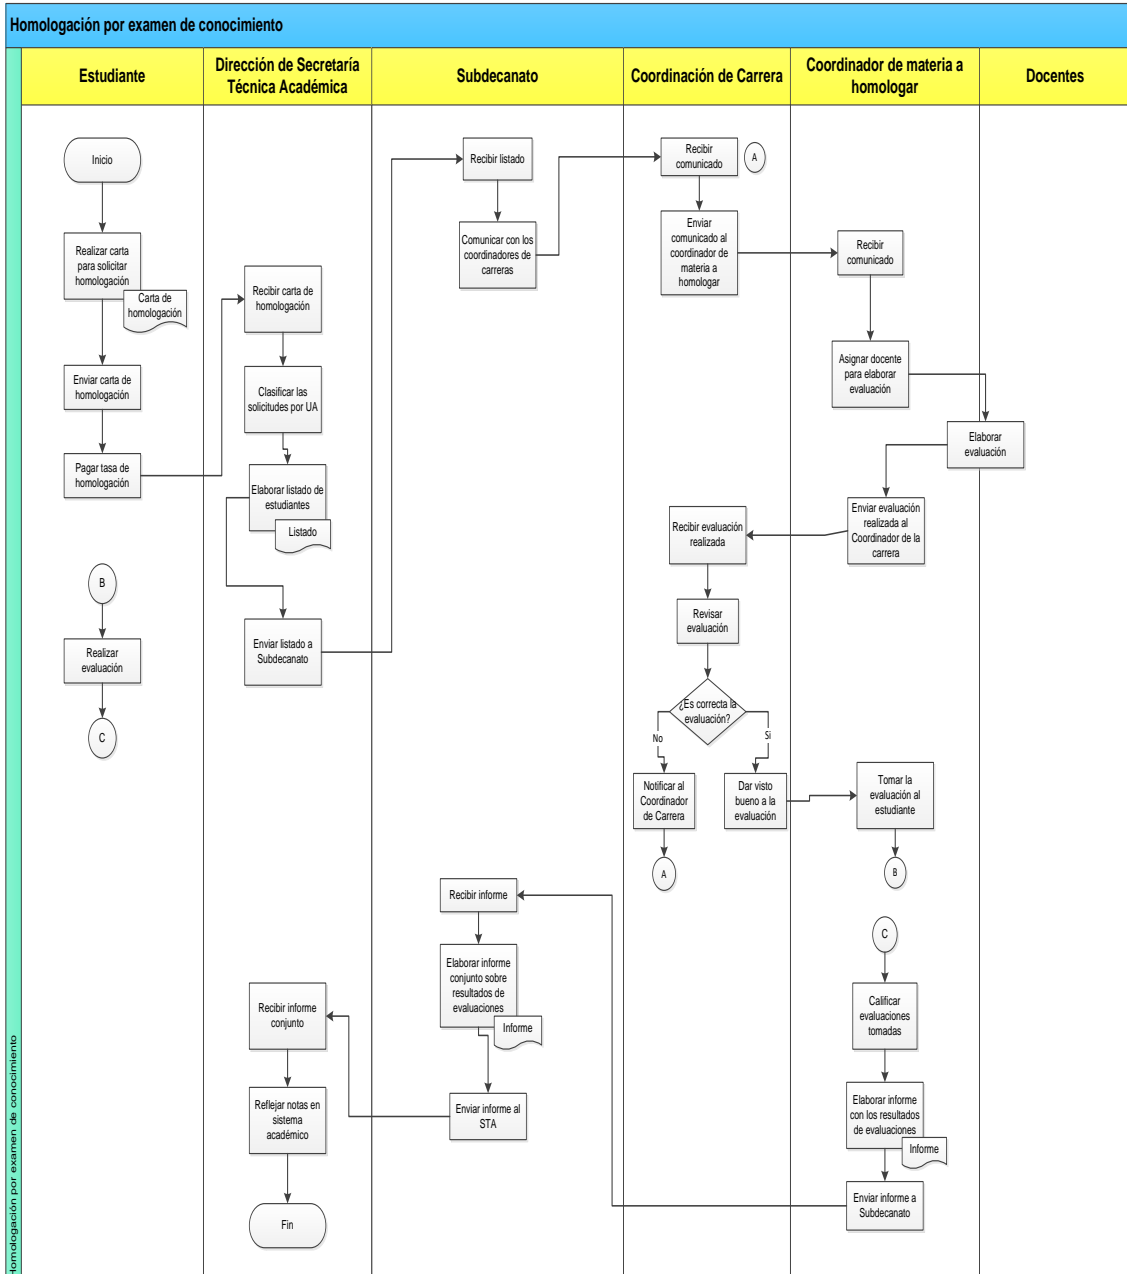 Homologación por examen de conocimiento
Estudiante
Dirección de Secretaría
Técnica Académica
Subdecanato
Coordinación de Carrera
Coordinador de materia a
homologar
Docentes
Inicio
Realizar carta
para solicitar
homologación
Carta de
homologación
Enviar carta de
homologación
Pagar tasa de
homologación
B
Realizar
evaluación
C
Recibir carta de
homologación
Clasificar las
solicitudes por UA
Elaborar listado de
estudiantes
Listado
Enviar listado a
Subdecanato
Recibir informe
conjunto
Reflejar notas en
sistema
académico
Fin
Recibir listado
Comunicar con los
coordinadores de
carreras
Recibir informe
Elaborar informe
conjunto sobre
resultados de
evaluaciones
Informe
Enviar informe al
STA
Recibir
comunicado
A
Enviar
comunicado al
coordinador de
materia a
homologar
Recibir evaluación
realizada
Revisar
evaluación
¿Es correcta la
evaluación?
No
Si
Notificar al
Coordinador
de Carrera
Dar visto
bueno a la
evaluación
A
Recibir
comunicado
Asignar docente
para elaborar
evaluación
Elaborar
evaluación
Enviar evaluación
realizada al
Coordinador de la
carrera
Tomar la
evaluación al
estudiante
B
C
Calificar
evaluaciones
tomadas
Elaborar informe
con los resultados
de evaluaciones
Informe
Enviar informe a
Subdecanato
Homologación por examen de conocimiento